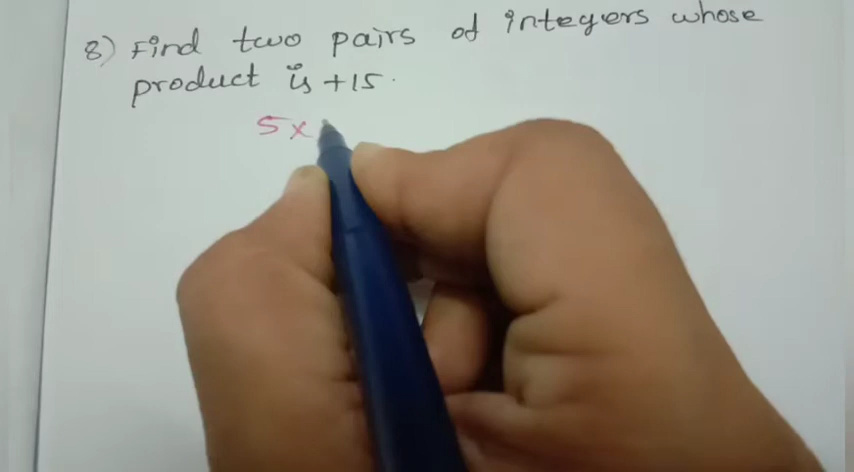 8) Find two pairs of integers whose
product is +15.
5x